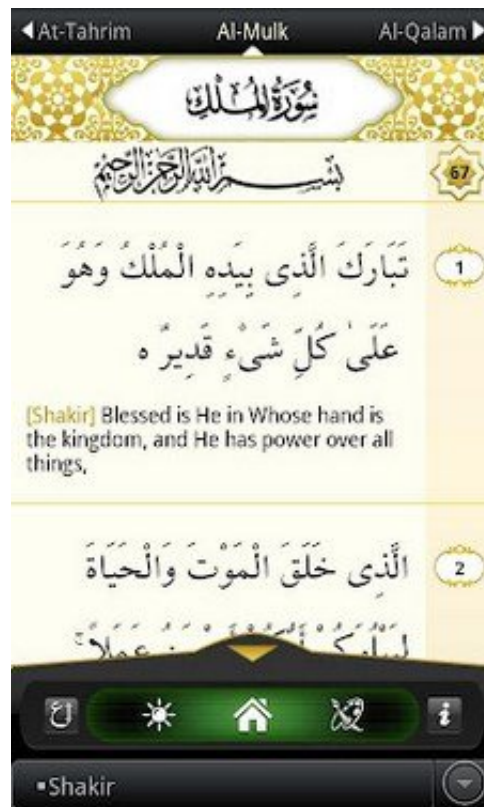 At-Tahrim Al-Mulk Al-Qalam
سُورَةُ المُلْكِ
بِسْمِ اللَّهِ الرَّحْمَٰنِ الرَّحِيمِ 67
تَبَارَكَ الَّذِى بِيَدِهِ الْمُلْكُ وَهُوَ 1
عَلَىٰ كُلِّ شَىْءٍ قَدِيرٌ ه
[Shakir] Blessed is He in Whose hand is
the kingdom, and He has power over all
things,
الَّذِى خَلَقَ الْمَوْتَ وَالْحَيَاةَ 2
عَمَلًا ۚ
▪Shakir